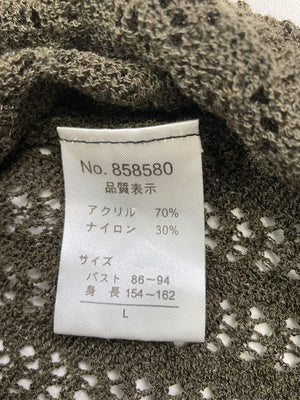 No. 858580
品質表示
アクリル 70%
ナイロン 30%
サイズ
バスト 86~94
身 長 154~162
L